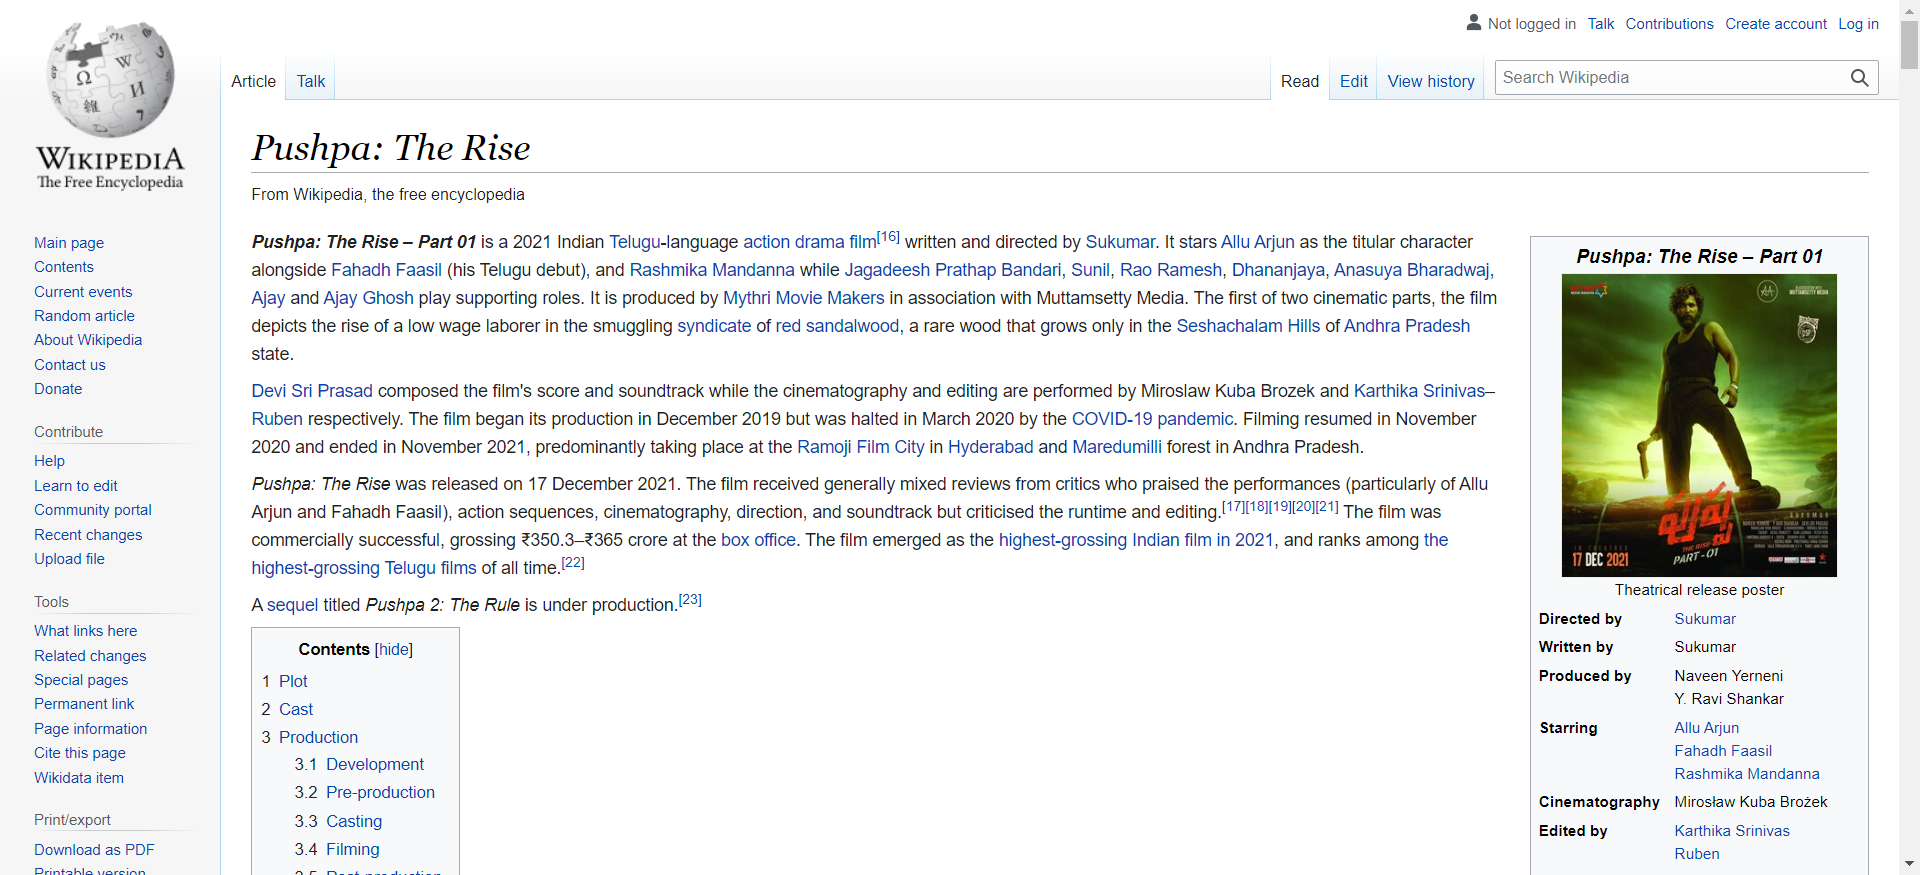 Not logged in Talk Contributions Create account Log in
Article Talk
Read Edit View history
Search Wikipedia
WIKIPEDIA
The Free Encyclopedia
Main page
Contents
Current events
Random article
About Wikipedia
Contact us
Donate
Contribute
Help
Learn to edit
Community portal
Recent changes
Upload file
Tools
What links here
Related changes
Special pages
Permanent link
Page information
Cite this page
Wikidata item
Print/export
Download as PDF
Printable version
Pushpa: The Rise
From Wikipedia, the free encyclopedia
Pushpa: The Rise – Part 01 is a 2021 Indian Telugu-language action drama film[16] written and directed by Sukumar. It stars Allu Arjun as the titular character
alongside Fahadh Faasil (his Telugu debut), and Rashmika Mandanna while Jagadeesh Prathap Bandari, Sunil, Rao Ramesh, Dhananjaya, Anasuya Bharadwaj,
Ajay and Ajay Ghosh play supporting roles. It is produced by Mythri Movie Makers in association with Muttamsetty Media. The first of two cinematic parts, the film
depicts the rise of a low wage laborer in the smuggling syndicate of red sandalwood, a rare wood that grows only in the Seshachalam Hills of Andhra Pradesh
state.
Devi Sri Prasad composed the film's score and soundtrack while the cinematography and editing are performed by Miroslaw Kuba Brozek and Karthika Srinivas–
Ruben respectively. The film began its production in December 2019 but was halted in March 2020 by the COVID-19 pandemic. Filming resumed in November
2020 and ended in November 2021, predominantly taking place at the Ramoji Film City in Hyderabad and Maredumilli forest in Andhra Pradesh.
Pushpa: The Rise was released on 17 December 2021. The film received generally mixed reviews from critics who praised the performances (particularly of Allu
Arjun and Fahadh Faasil), action sequences, cinematography, direction, and soundtrack but criticised the runtime and editing.[17][18][19][20][21] The film was
commercially successful, grossing ₹350.3–₹365 crore at the box office. The film emerged as the highest-grossing Indian film in 2021, and ranks among the
highest-grossing Telugu films of all time.[22]
A sequel titled Pushpa 2: The Rule is under production.[23]
Contents [hide]
1 Plot
2 Cast
3 Production
3.1 Development
3.2 Pre-production
3.3 Casting
3.4 Filming
3.5 Post-production
Pushpa: The Rise – Part 01
పుష్ప
THE RISE
PART-01
SUKUMAR
17 DEC 2021
Theatrical release poster
Directed by Sukumar
Written by Sukumar
Produced by Naveen Yerneni
Y. Ravi Shankar
Starring Allu Arjun
Fahadh Faasil
Rashmika Mandanna
Cinematography Mirosław Kuba Brożek
Edited by Karthika Srinivas
Ruben